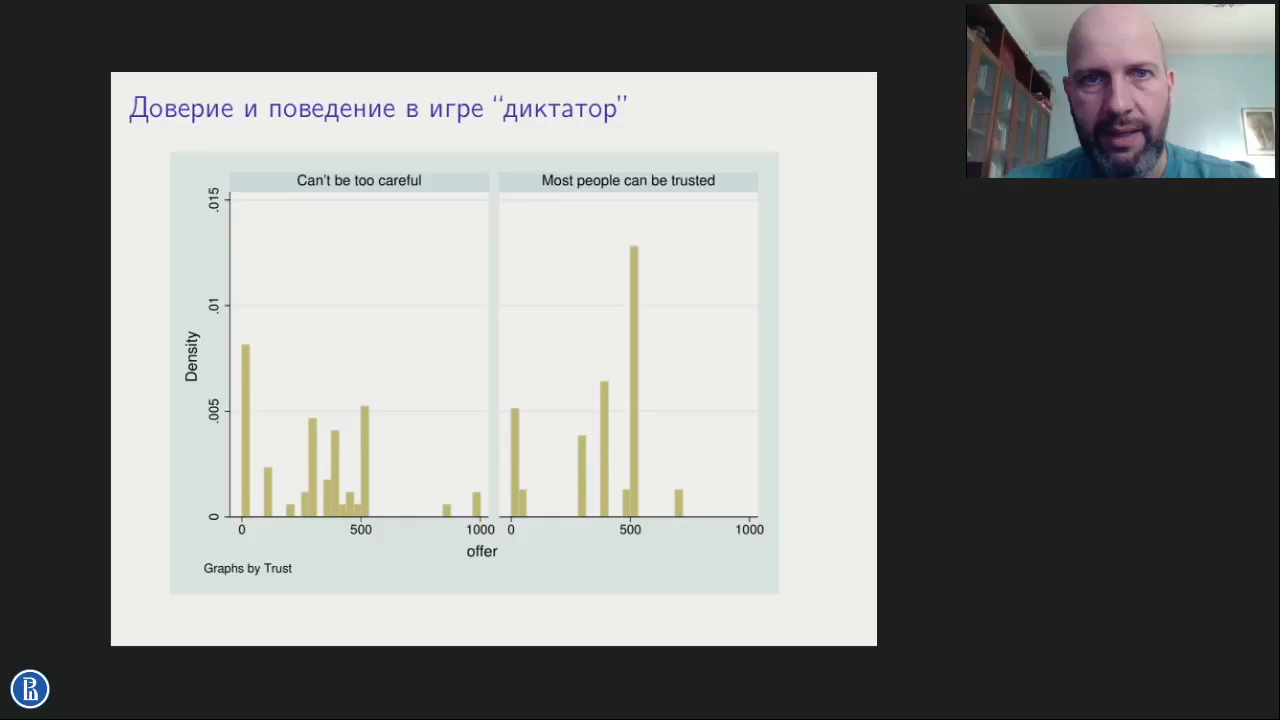 Доверие и поведение в игре “диктатор”
Can't be too careful
Most people can be trusted
Density
.015
.01
.005
0
0 500 1000
0 500 1000
offer
Graphs by Trust